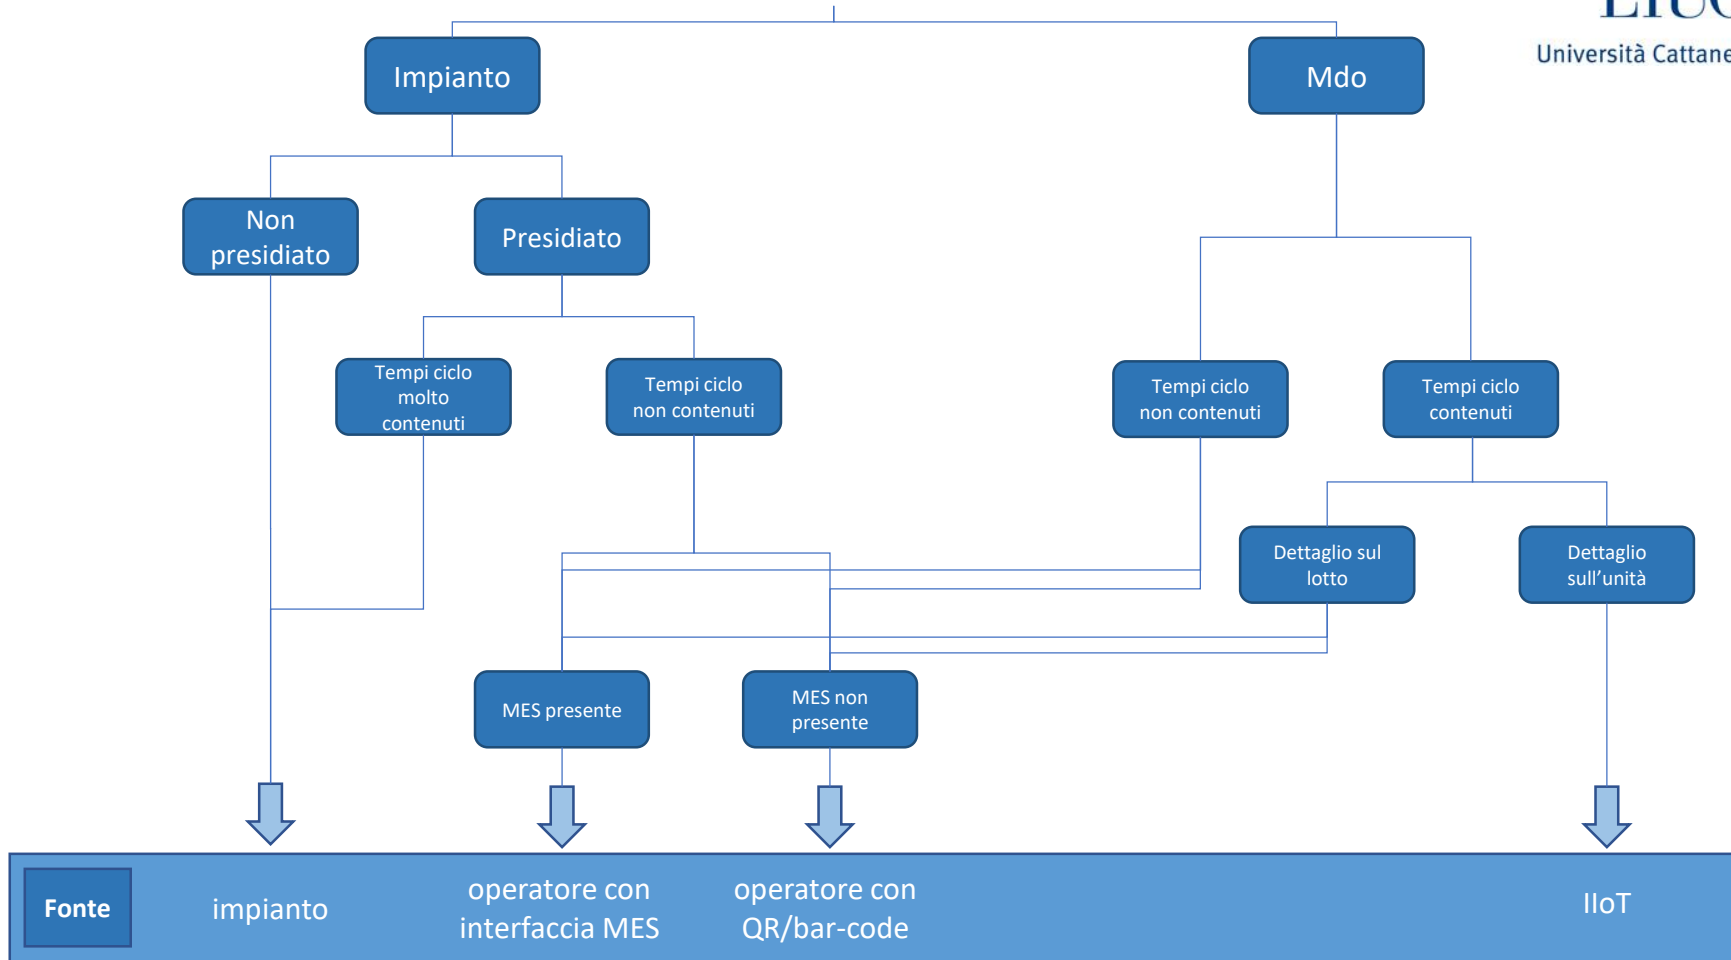 Università Cattane
Impianto
Mdo
Non
presidiato
Presidiato
Tempi ciclo
molto
contenuti
Tempi ciclo
non contenuti
Tempi ciclo
non contenuti
Tempi ciclo
contenuti
Dettaglio sul
lotto
Dettaglio
sull'unità
MES presente
MES non
presente
Fonte
impianto
operatore con
interfaccia MES
operatore con
QR/bar-code
IIoT